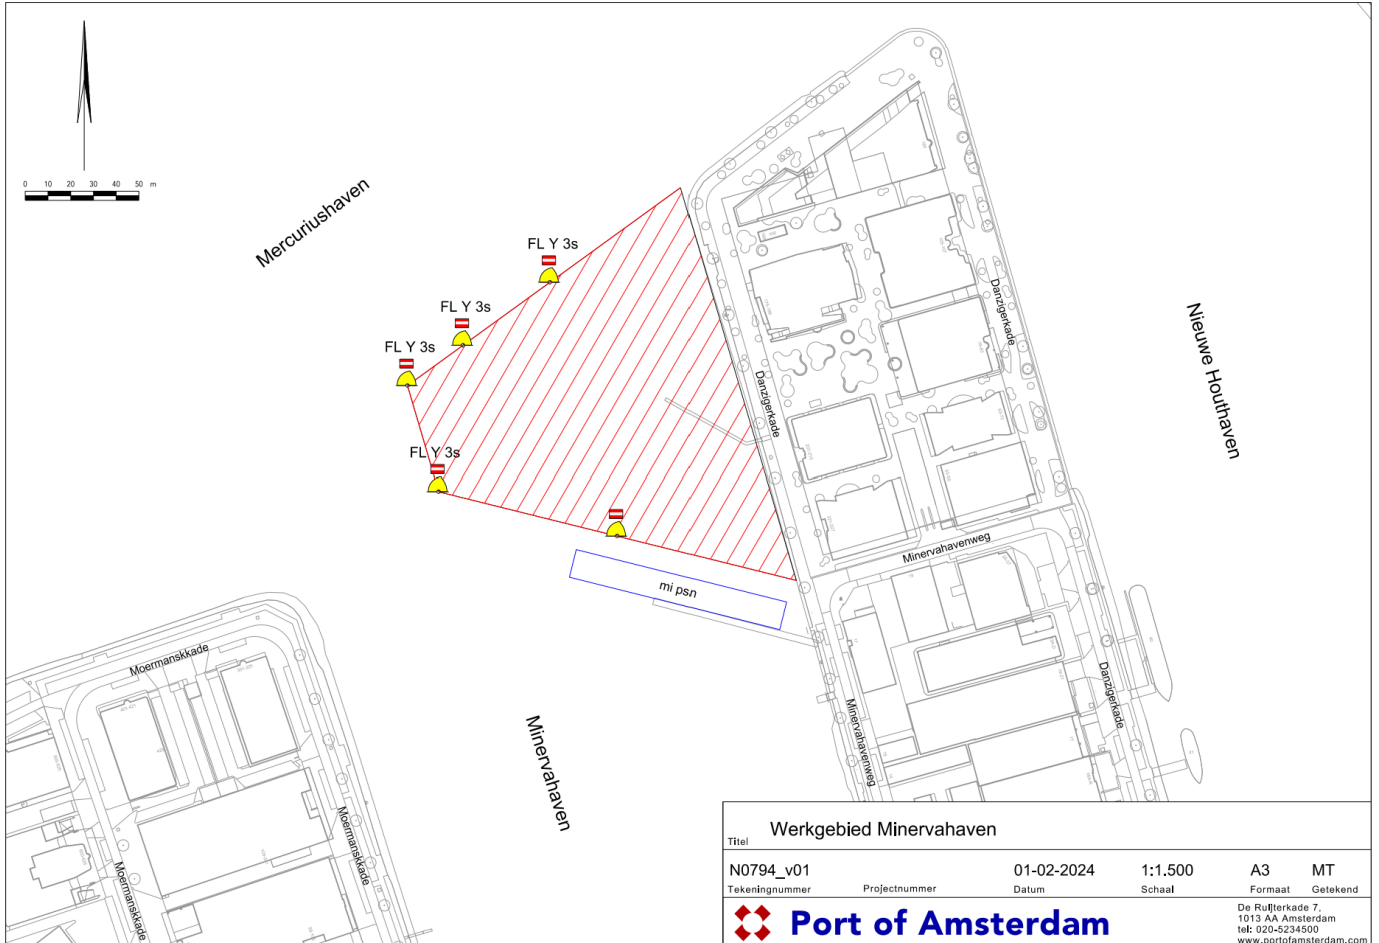 0 10 20 30 40 50 m
Mercuriushaven
FL Y 3s
FL Y 3s
FL Y 3s
FL Y 3s
Danzigerkade
Danzigerkade
Nieuwe Houthaven
Minervahavenweg
mi psn
Moermanskkade
Danzigerkade
Minervahavenweg
Minervahaven
Moermanskkade
Moermanskkade
Titel Werkgebied Minervahaven
N0794_v01 01-02-2024 1:1.500 A3 MT
Tekeningnummer Projectnummer Datum Schaal Formaat Getekend
Port of Amsterdam
De Ruijterkade 7,
1013 AA Amsterdam
tel: 020-5234500
www.portofamsterdam.com